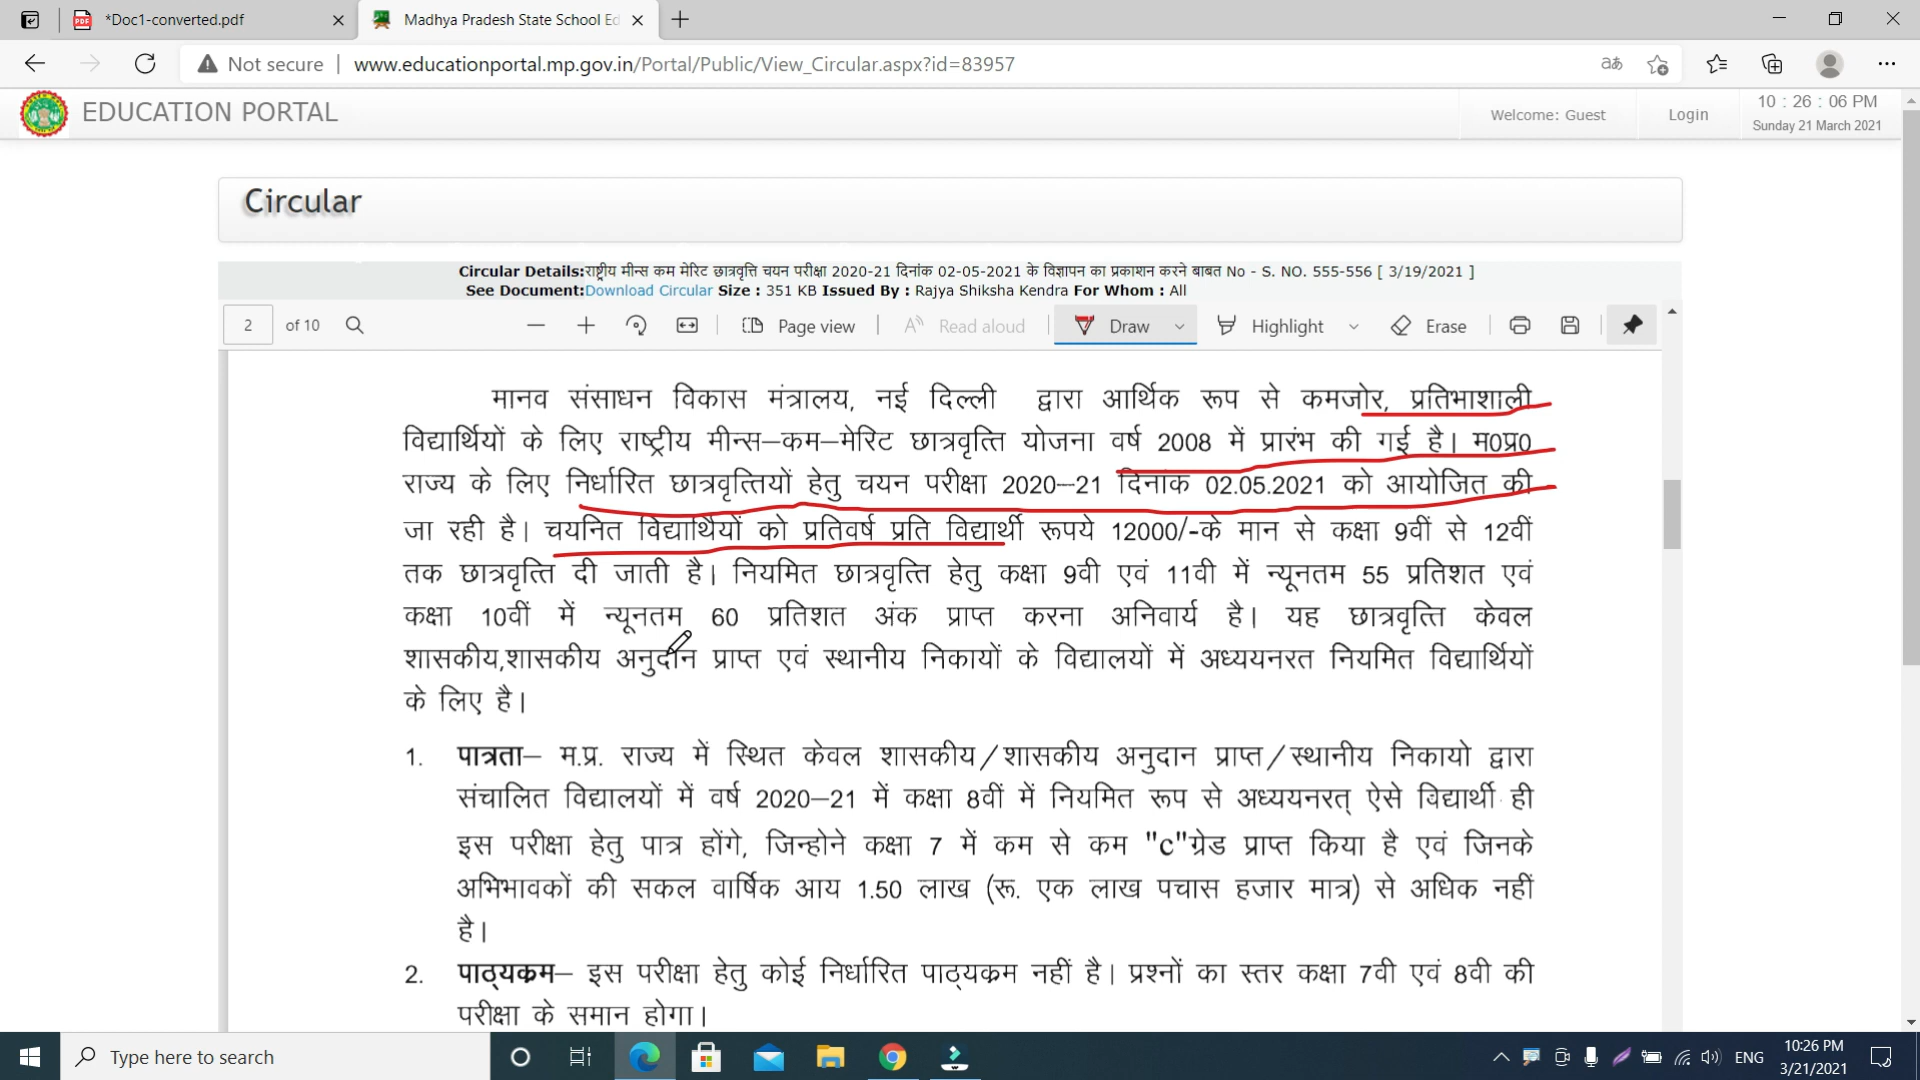 *Doc1-converted.pdf
Madhya Pradesh State School Ed
Not secure | www.educationportal.mp.gov.in/Portal/Public/View_Circular.aspx?id=83957
EDUCATION PORTAL
Welcome: Guest
Login
10 : 26 : 06 PM
Sunday 21 March 2021
Circular
Circular Details:राष्ट्रीय मीन्स कम मेरिट छात्रवृत्ति चयन परीक्षा 2020-21 दिनांक 02-05-2021 के विज्ञापन का प्रकाशन करने बाबत No - S. NO. 555-556 [ 3/19/2021 ]
See Document:Download Circular Size : 351 KB Issued By : Rajya Shiksha Kendra For Whom : All
2 of 10
Page view
Read aloud
Draw
Highlight
Erase
मानव संसाधन विकास मंत्रालय, नई दिल्ली द्वारा आर्थिक रूप से कमजोर, प्रतिभाशाली
विद्यार्थियों के लिए राष्ट्रीय मीन्स–कम–मेरिट छात्रवृत्ति योजना वर्ष 2008 में प्रारंभ की गई है। म0प्र0
राज्य के लिए निर्धारित छात्रवृत्तियों हेतु चयन परीक्षा 2020–21 दिनांक 02.05.2021 को आयोजित की
जा रही है। चयनित विद्यार्थियों को प्रतिवर्ष प्रति विद्यार्थी रूपये 12000/-के मान से कक्षा 9वीं से 12वीं
तक छात्रवृत्ति दी जाती है। नियमित छात्रवृत्ति हेतु कक्षा 9वी एवं 11वी में न्यूनतम 55 प्रतिशत एवं
कक्षा 10वीं में न्यूनतम 60 प्रतिशत अंक प्राप्त करना अनिवार्य है। यह छात्रवृत्ति केवल
शासकीय,शासकीय अनुदान प्राप्त एवं स्थानीय निकायों के विद्यालयों में अध्ययनरत नियमित विद्यार्थियों
के लिए है।
1. पात्रता– म.प्र. राज्य में स्थित केवल शासकीय/शासकीय अनुदान प्राप्त/स्थानीय निकायो द्वारा
संचालित विद्यालयों में वर्ष 2020–21 में कक्षा 8वीं में नियमित रूप से अध्ययनरत् ऐसे विद्यार्थी ही
इस परीक्षा हेतु पात्र होंगे, जिन्होने कक्षा 7 में कम से कम "c"ग्रेड प्राप्त किया है एवं जिनके
अभिभावकों की सकल वार्षिक आय 1.50 लाख (रू. एक लाख पचास हजार मात्र) से अधिक नहीं
है।
2. पाठ्यक्रम– इस परीक्षा हेतु कोई निर्धारित पाठ्यक्रम नहीं है। प्रश्नों का स्तर कक्षा 7वी एवं 8वी की
परीक्षा के समान होगा।
Type here to search
ENG
10:26 PM
3/21/2021